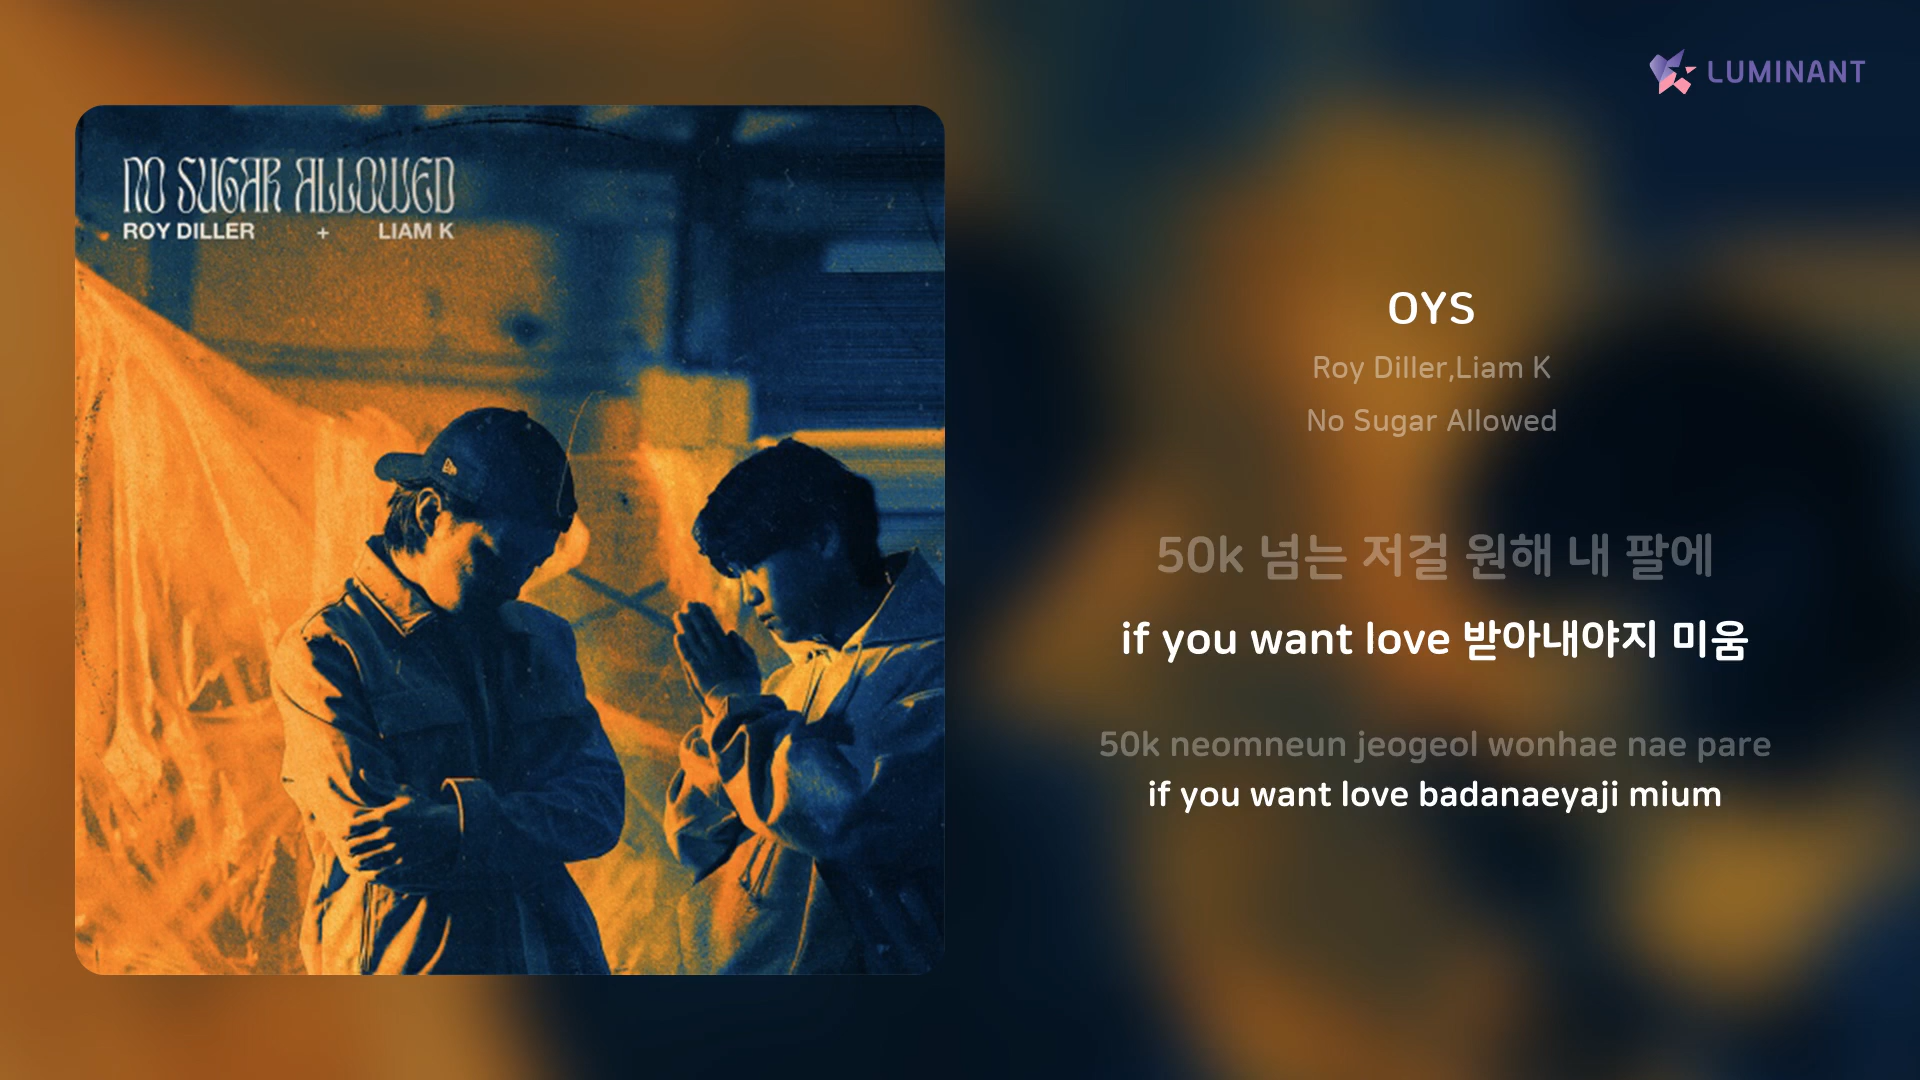 LUMINANT
NO SUGAR ALLOWED
ROY DILLER + LIAM K
OYS
Roy Diller,Liam K
No Sugar Allowed
50k 넘는 저걸 원해 내 팔에
if you want love 받아내야지 미움
50k neomneun jeogeol wonhae nae pare
if you want love badanaeyaji mium